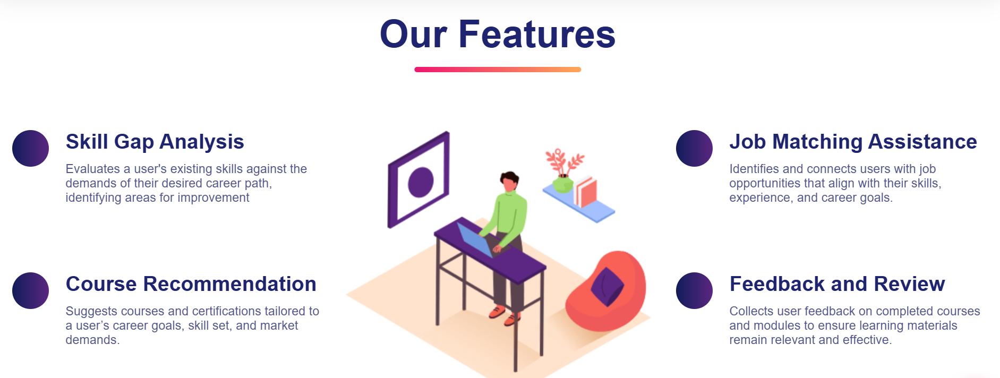 Our Features
Skill Gap Analysis
Evaluates a user's existing skills against the
demands of their desired career path,
identifying areas for improvement
Course Recommendation
Suggests courses and certifications tailored to
a user’s career goals, skill set, and market
demands.
Job Matching Assistance
Identifies and connects users with job
opportunities that align with their skills,
experience, and career goals.
Feedback and Review
Collects user feedback on completed courses
and modules to ensure learning materials
remain relevant and effective.